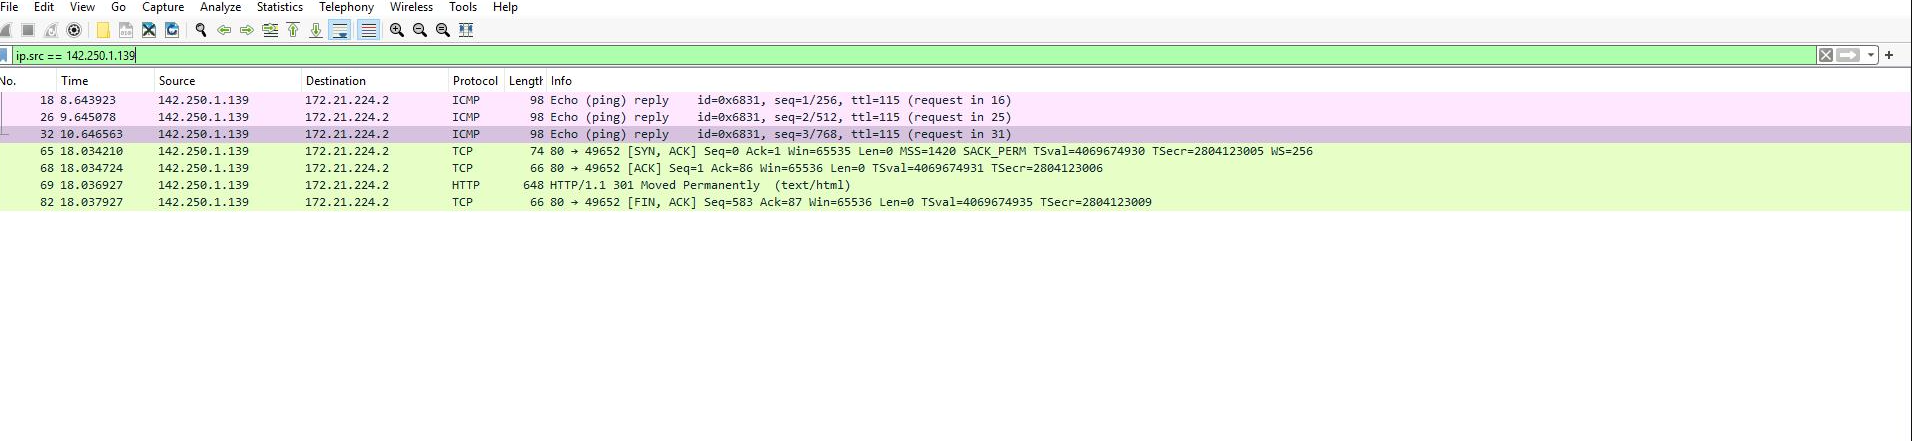 File Edit View Go Capture Analyze Statistics Telephony Wireless Tools Help
ip.src == 142.250.1.139
No. Time Source Destination Protocol Length Info
18 8.643923 142.250.1.139 172.21.224.2 ICMP 98 Echo (ping) reply id=0x6831, seq=1/256, ttl=115 (request in 16)
26 9.645078 142.250.1.139 172.21.224.2 ICMP 98 Echo (ping) reply id=0x6831, seq=2/512, ttl=115 (request in 25)
32 10.646563 142.250.1.139 172.21.224.2 ICMP 98 Echo (ping) reply id=0x6831, seq=3/768, ttl=115 (request in 31)
65 18.034210 142.250.1.139 172.21.224.2 TCP 74 80 → 49652 [SYN, ACK] Seq=0 Ack=1 Win=65535 Len=0 MSS=1420 SACK_PERM TSval=4069674930 TSecr=2804123005 WS=256
68 18.034724 142.250.1.139 172.21.224.2 TCP 66 80 → 49652 [ACK] Seq=1 Ack=86 Win=65536 Len=0 TSval=4069674931 TSecr=2804123006
69 18.036927 142.250.1.139 172.21.224.2 HTTP 648 HTTP/1.1 301 Moved Permanently (text/html)
82 18.037927 142.250.1.139 172.21.224.2 TCP 66 80 → 49652 [FIN, ACK] Seq=583 Ack=87 Win=65536 Len=0 TSval=4069674935 TSecr=2804123009